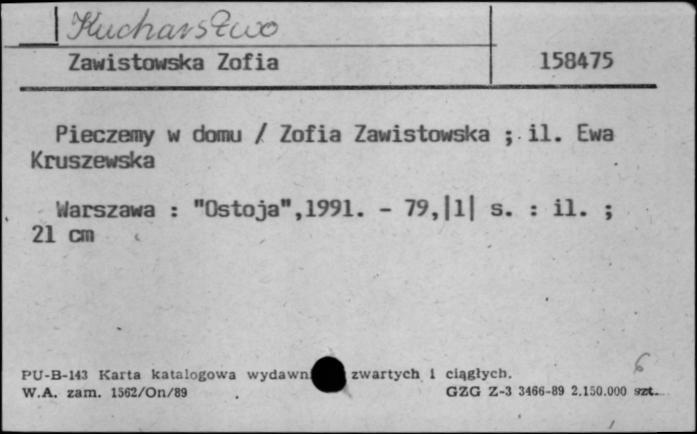 Kucharstwo
Zawistowska Zofia 158475
Pieczemy w domu / Zofia Zawistowska ; il. Ewa
Kruszewska
Warszawa : "Ostoja",1991. - 79,|1| s. : il. ;
21 cm
6
PU-B-143 Karta katalogowa wydawn zwartych i ciągłych.
W.A. zam. 1562/On/89 GZG Z-3 3466-89 2.150.000 szt.